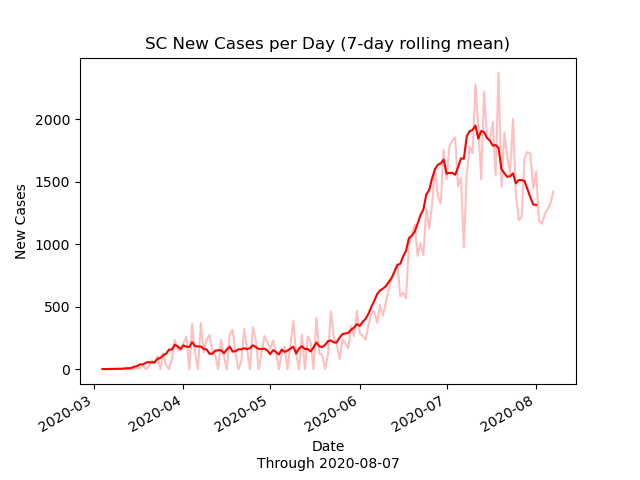 SC New Cases per Day (7-day rolling mean)
New Cases
2000
1500
1000
500
0
2020-03
2020-04
2020-05
2020-06
2020-07
2020-08
Date
Through 2020-08-07